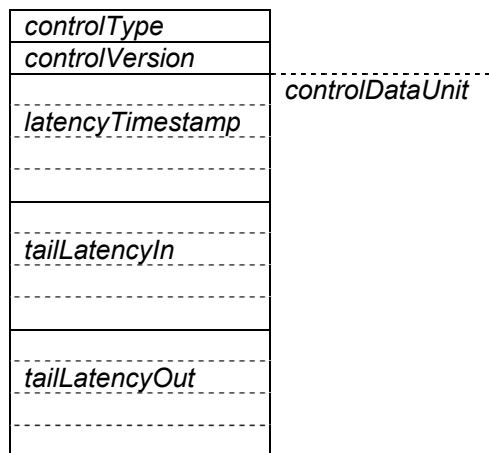 controlType
controlVersion
controlDataUnit
latencyTimestamp
tailLatencyIn
tailLatencyOut